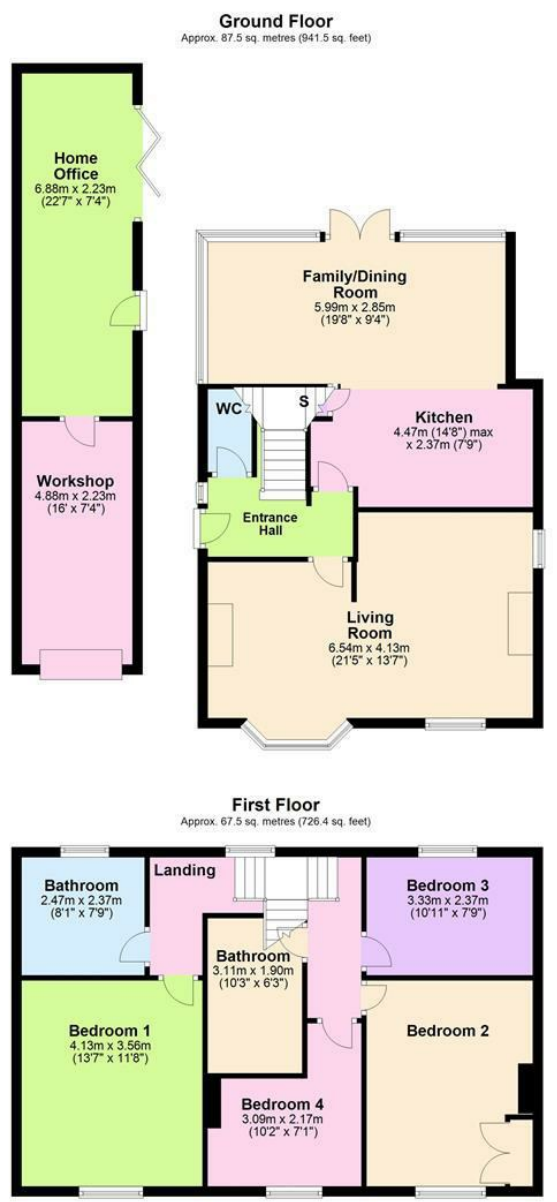 Ground Floor
Approx. 87.5 sq. metres (941.5 sq. feet)
Home
Office
6.88m x 2.23m
(22'7" x 7'4")
Family/Dining
Room
5.99m x 2.85m
(19'8" x 9'4")
WC
S
Kitchen
4.47m (14'8") max
x 2.37m (7'9")
Workshop
4.88m x 2.23m
(16' x 7'4")
Entrance
Hall
Living
Room
6.54m x 4.13m
(21'5" x 13'7")
First Floor
Approx. 67.5 sq. metres (726.4 sq. feet)
Landing
Bathroom
2.47m x 2.37m
(8'1" x 7'9")
Bedroom 3
3.33m x 2.37m
(10'11" x 7'9")
Bathroom
3.11m x 1.90m
(10'3" x 6'3")
Bedroom 1
4.13m x 3.56m
(13'7" x 11'8")
Bedroom 2
Bedroom 4
3.09m x 2.17m
(10'2" x 7'1")